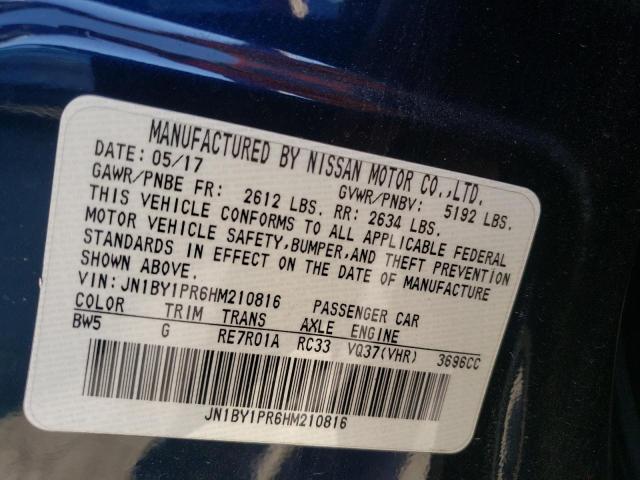 MANUFACTURED BY NISSAN MOTOR CO.,LTD.
DATE: 05/17 GVWR/PNBV: 5192 LBS.
GAWR/PNBE FR: 2612 LBS. RR: 2634 LBS.
THIS VEHICLE CONFORMS TO ALL APPLICABLE FEDERAL
MOTOR VEHICLE SAFETY,BUMPER,AND THEFT PREVENTION
STANDARDS IN EFFECT ON THE DATE OF MANUFACTURE
SHOWN ABOVE.
VIN: JN1BY1PR6HM210816 PASSENGER CAR
COLOR TRIM TRANS AXLE ENGINE
BW5 G RE7R01A RC33 VQ37(VHR) 3696CC
JN1BY1PR6HM210816